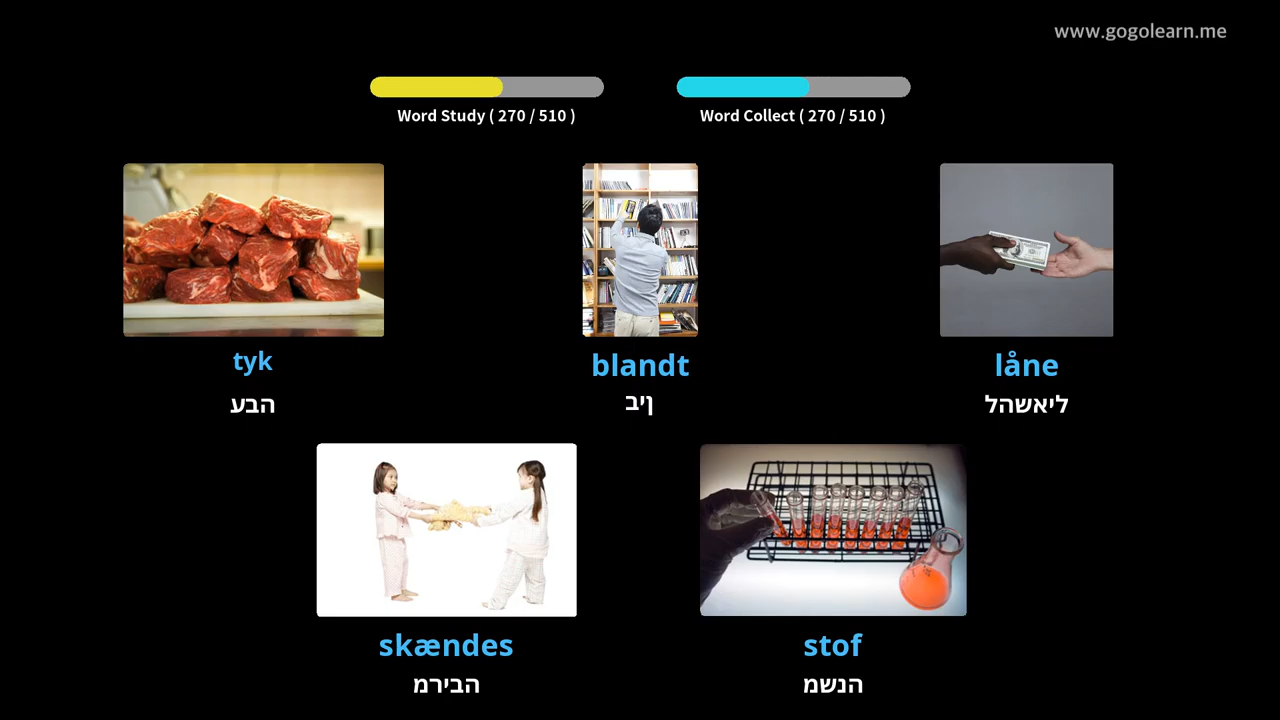 www.gogolearn.me
Word Study ( 270 / 510 )
Word Collect ( 270 / 510 )
tyk
הבע
blandt
ןיב
låne
ליאשהל
skændes
הבירמ
stof
הנשמ